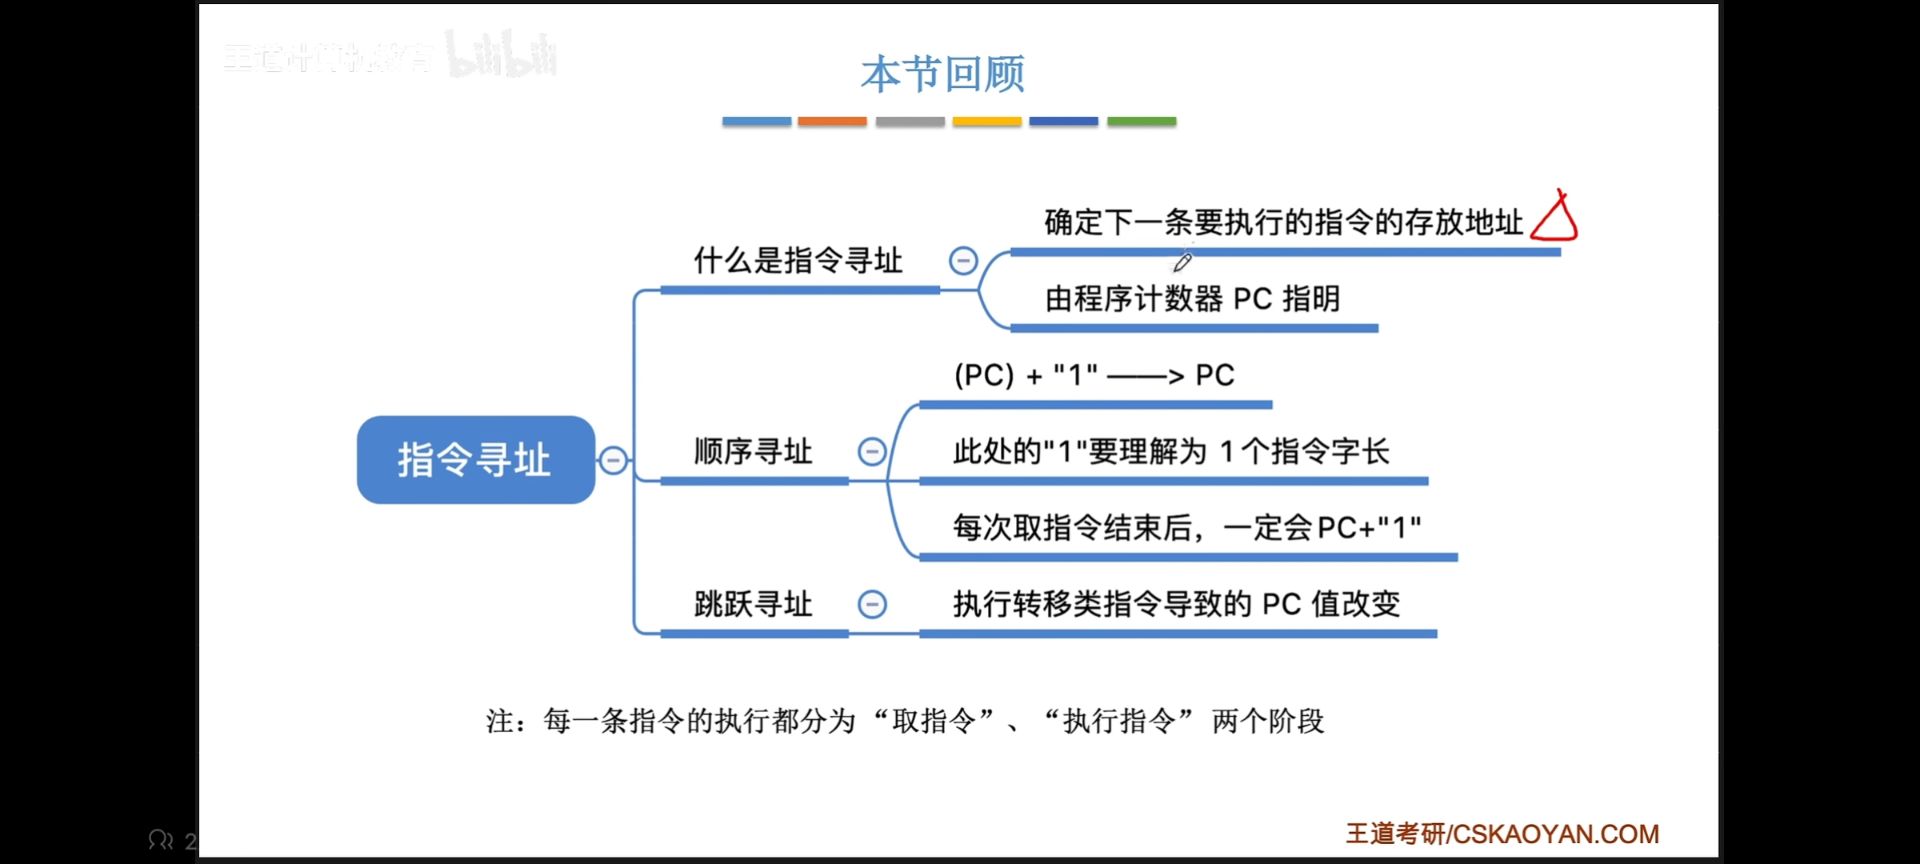 王道计算机教育 bilibili
本节回顾
确定下一条要执行的指令的存放地址
什么是指令寻址
由程序计数器 PC 指明
(PC) + "1" ——> PC
指令寻址
顺序寻址
此处的"1"要理解为 1个指令字长
每次取指令结束后，一定会PC+"1"
跳跃寻址
执行转移类指令导致的 PC 值改变
注：每一条指令的执行都分为“取指令”、“执行指令”两个阶段
王道考研/CSKAOYAN.COM
2